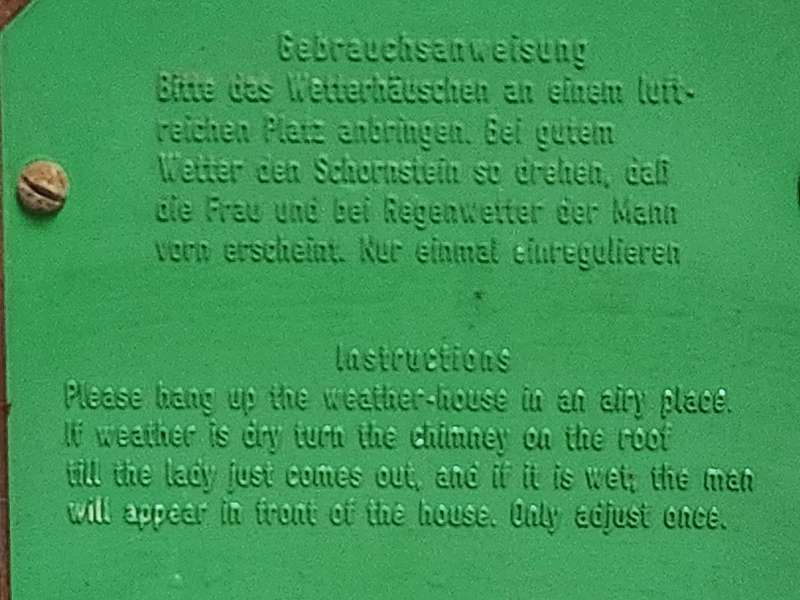 Gebrauchsanweisung
Bitte das Wetterhäuschen an einem luft-
reichen Platz anbringen. Bei gutem
Wetter den Schornstein so drehen, daß
die Frau und bei Regenwetter der Mann
vorn erscheint. Nur einmal einregulieren
Instructions
Please hang up the weather-house in an airy place.
If weather is dry turn the chimney on the roof
till the lady just comes out, and if it is wet; the man
will appear in front of the house. Only adjust once.